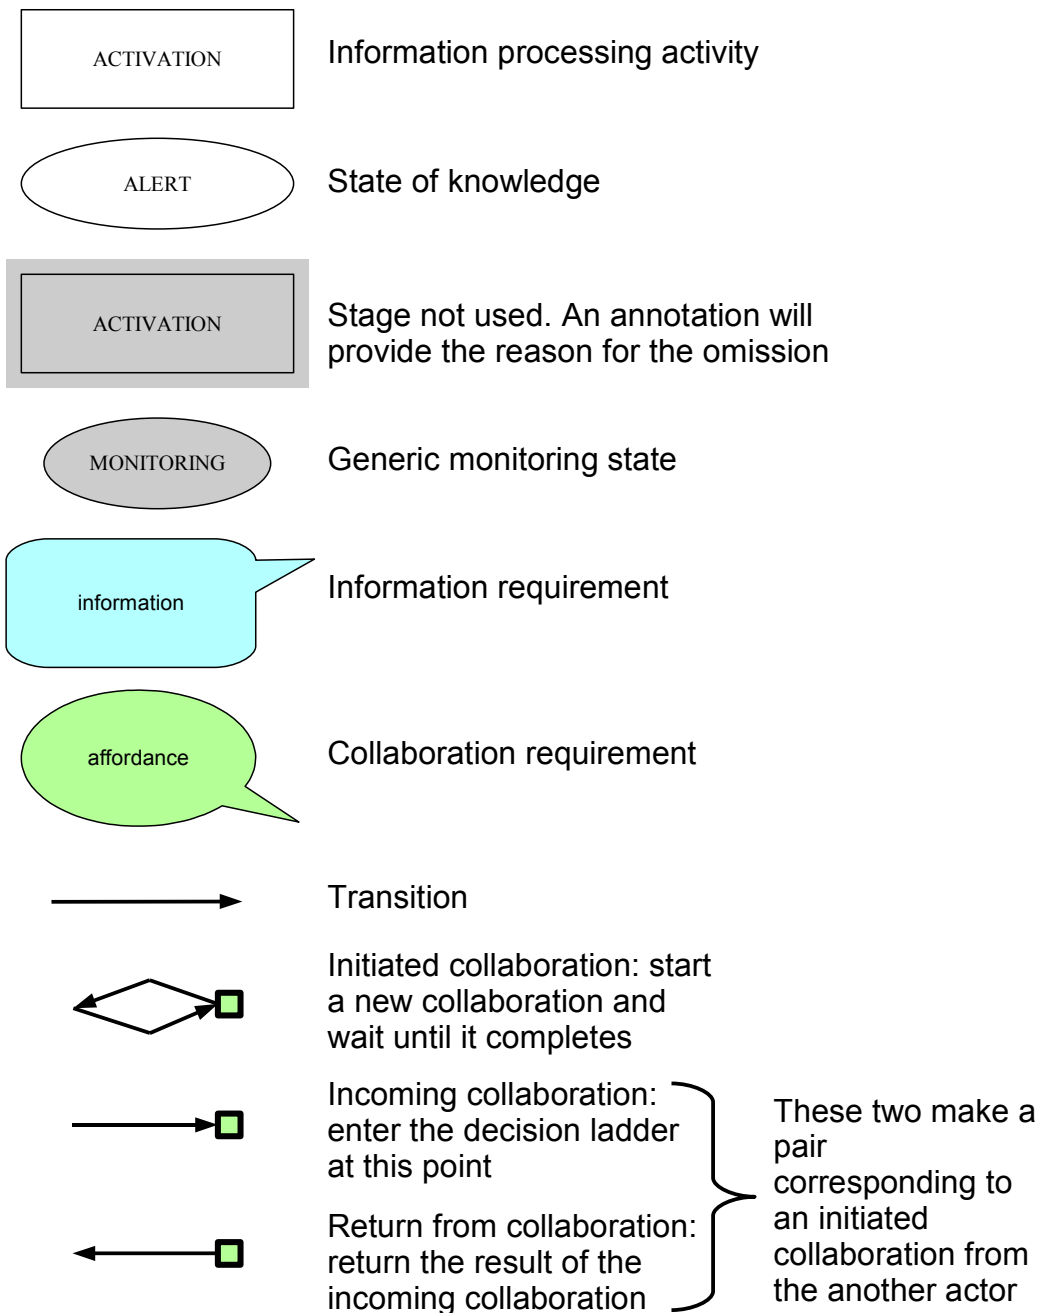 ACTIVATION
Information processing activity
ALERT
State of knowledge
ACTIVATION
Stage not used. An annotation will
provide the reason for the omission
MONITORING
Generic monitoring state
information
Information requirement
affordance
Collaboration requirement
Transition
Initiated collaboration: start
a new collaboration and
wait until it completes
Incoming collaboration:
enter the decision ladder
at this point
Return from collaboration:
return the result of the
incoming collaboration
These two make a
pair
corresponding to
an initiated
collaboration from
the another actor